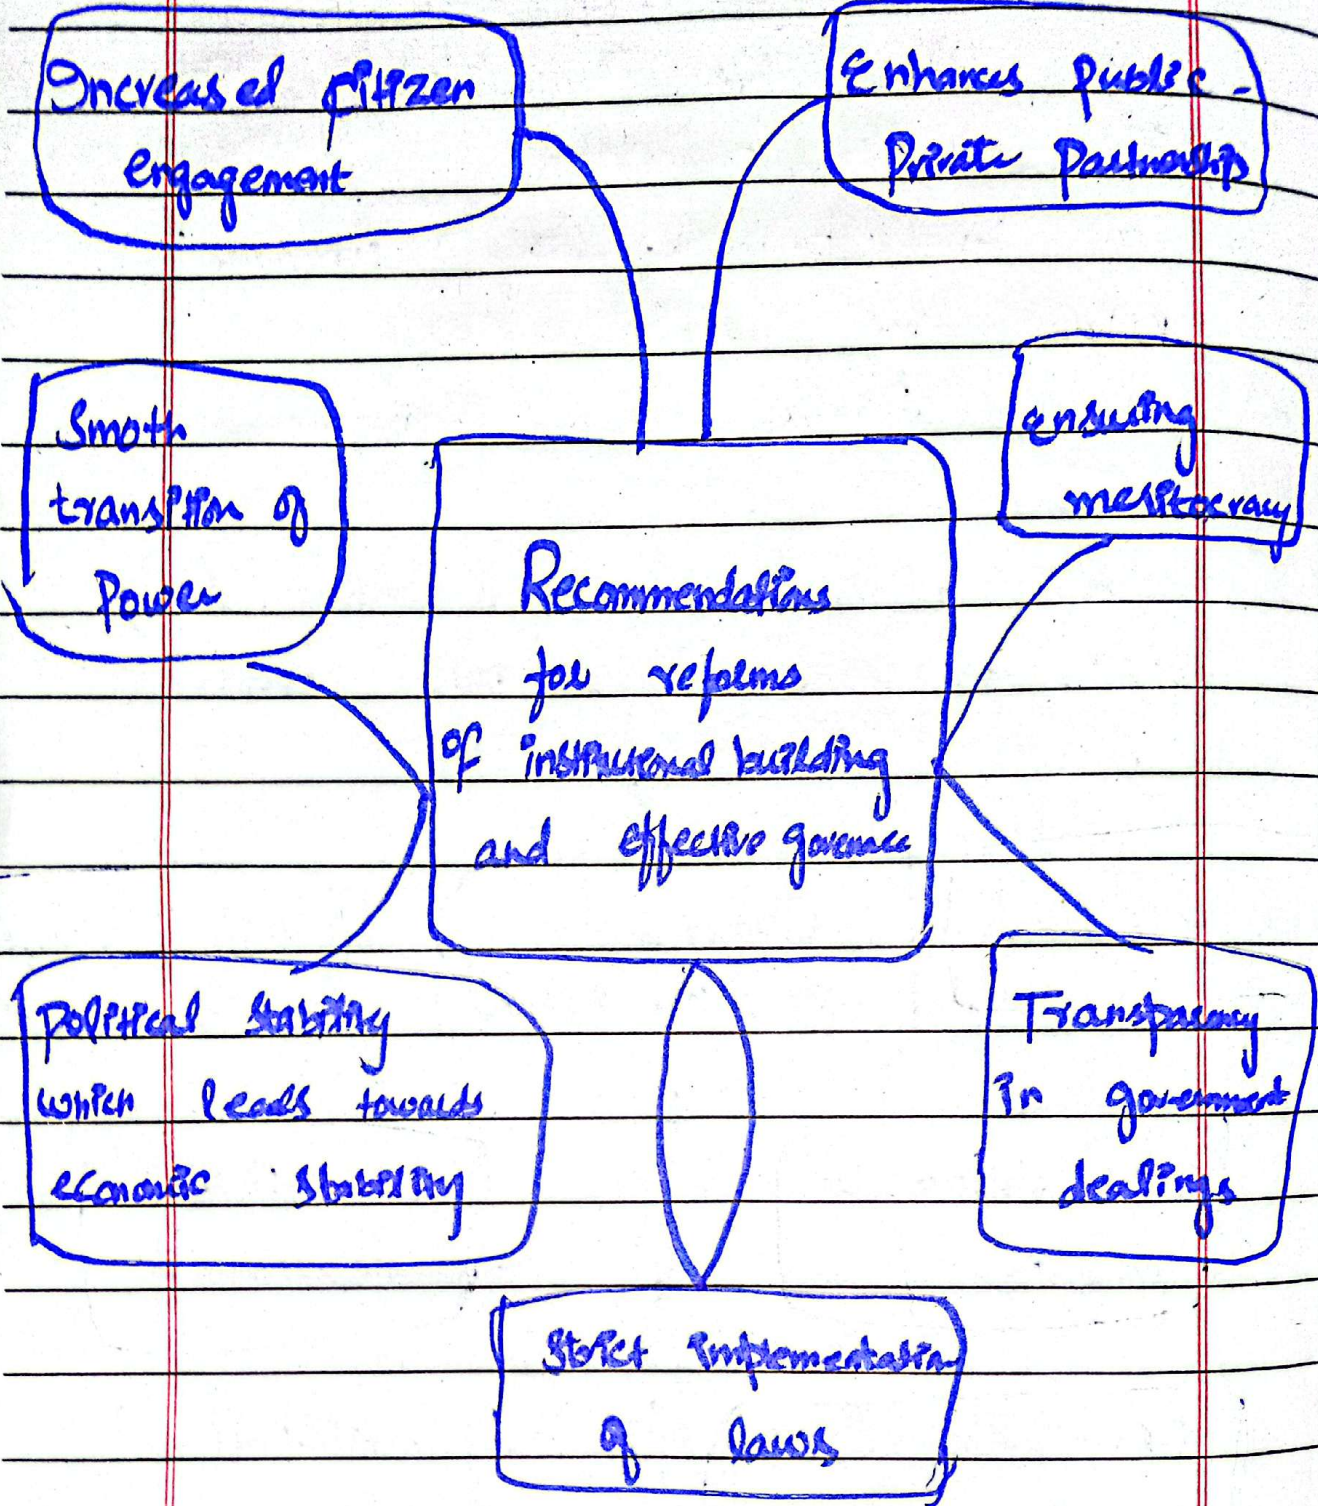 Increased citizen
engagement
Enhances Public-
Private Partnership
Smoth
transition of
Power
ensuring
meritocracy
Recommendations
for reforms
of institutional building
and effective goverence
Political stability
which leads towards
economic stability
Transparency
in government
dealings
Strict implementation
of laws